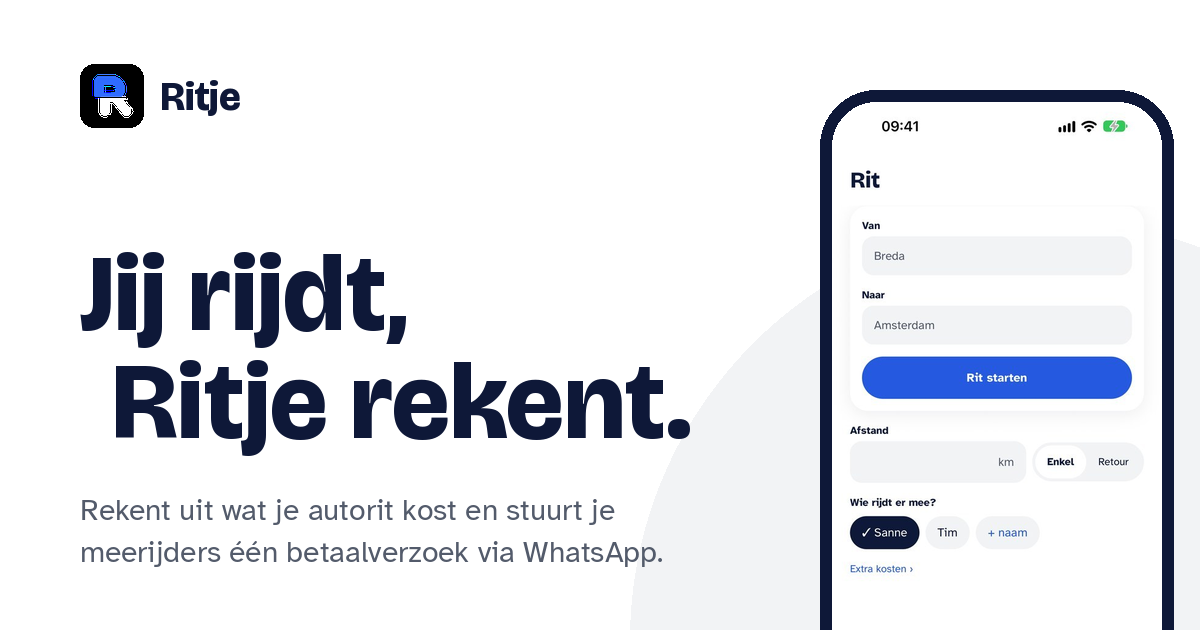 Ritje
Jij rijdt,
Ritje rekent.
Rekent uit wat je autorit kost en stuurt je
meerijders één betaalverzoek via WhatsApp.
09:41
Rit
Van
Breda
Naar
Amsterdam
Rit starten
Afstand
km Enkel Retour
Wie rijdt er mee?
✓ Sanne Tim + naam
Extra kosten ›